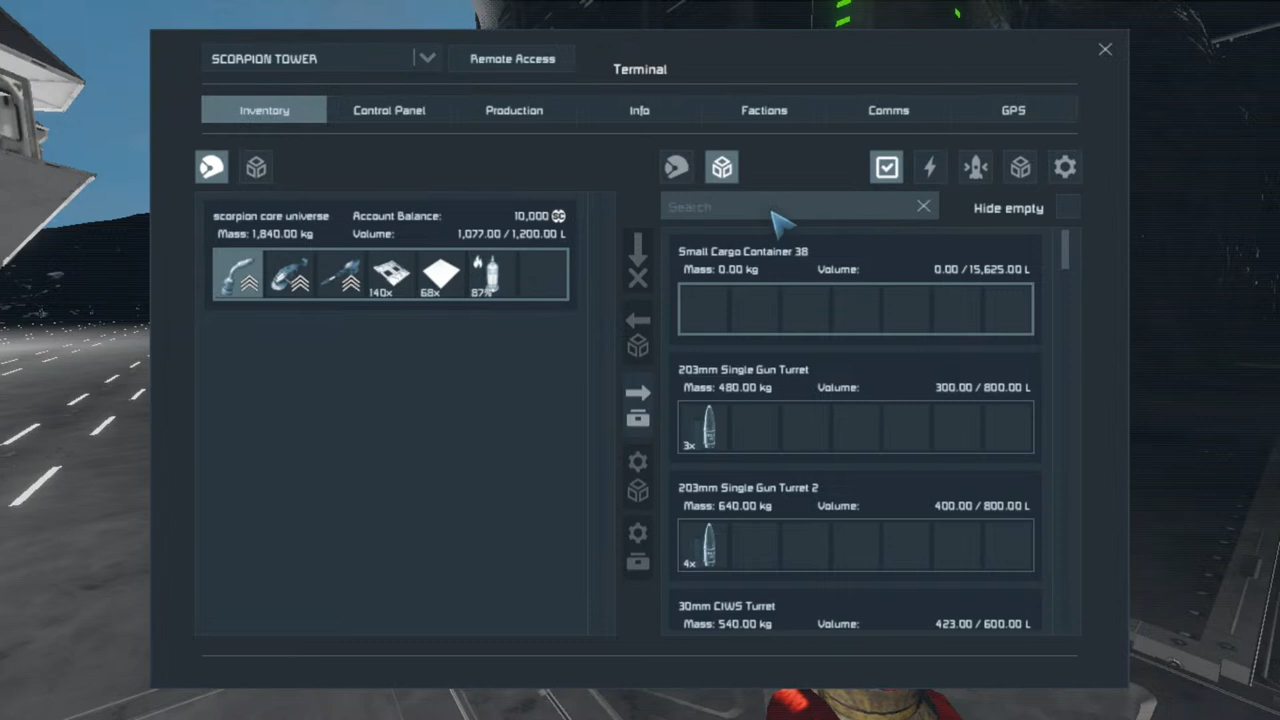 SCORPION TOWER
Remote Access
Terminal
Inventory
Control Panel
Production
Info
Factions
Comms
GPS
Search
Hide empty
scorpion core universe
Account Balance:
10,000 SC
Mass: 1,840.00 kg
Volume:
1,077.00 / 1,200.00 L
140x
68x
87%
Small Cargo Container 38
Mass: 0.00 kg
Volume:
0.00 / 15,625.00 L
203mm Single Gun Turret
Mass: 480.00 kg
Volume:
300.00 / 800.00 L
3x
203mm Single Gun Turret 2
Mass: 640.00 kg
Volume:
400.00 / 800.00 L
4x
30mm CIWS Turret
Mass: 540.00 kg
Volume:
423.00 / 600.00 L